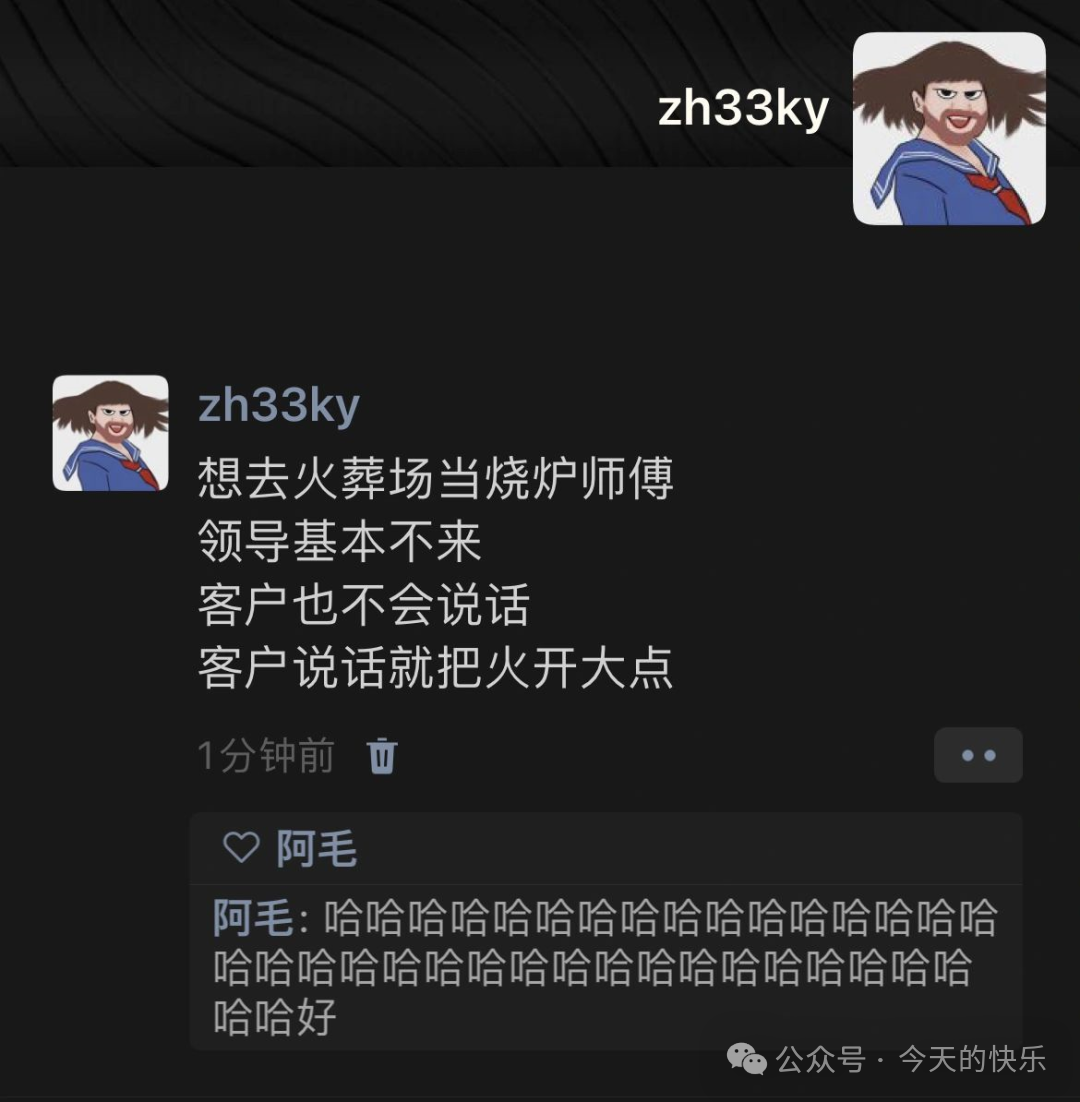 zh33ky
zh33ky
想去火葬场当烧炉师傅
领导基本不来
客户也不会说话
客户说话就把火开大点
1分钟前
阿毛
阿毛: 哈哈哈哈哈哈哈哈哈哈哈哈哈哈哈哈
哈哈哈哈哈哈哈哈哈哈哈哈哈哈哈哈哈哈
哈哈好
公众号 · 今天的快乐